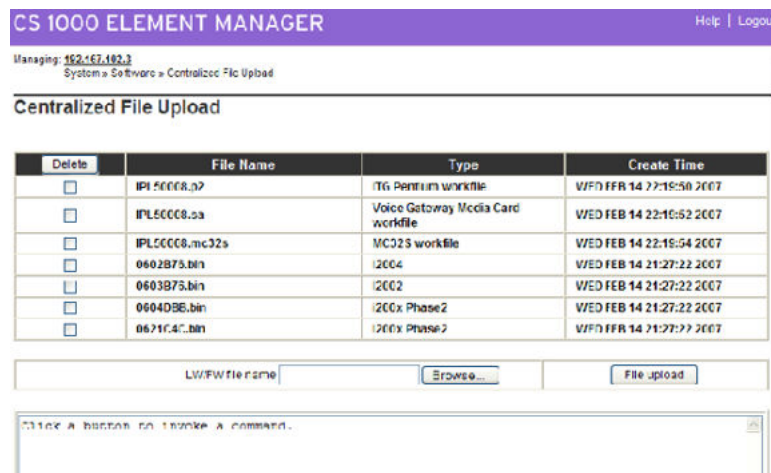 CS 1000 ELEMENT MANAGER
Help | Logou
Managing: 192.167.102.3
System » Software » Centralized File Upload
Centralized File Upload
Delete File Name Type Create Time
IPL50008.p2 ITG Pentium workfile WED FEB 14 22:19:50 2007
IPL50008.sa Voice Gateway Media Card workfile WED FEB 14 22:19:52 2007
IPL50008.mc32s MC32S workfile WED FEB 14 22:19:54 2007
0602B76.bin I2004 WED FEB 14 21:27:22 2007
0603B76.bin I2002 WED FEB 14 21:27:22 2007
0604DBB.bin I200x Phase2 WED FEB 14 21:27:22 2007
0621C4C.bin I200x Phase2 WED FEB 14 21:27:22 2007
LW/FW file name Browse... File upload
Click a button to invoke a command.